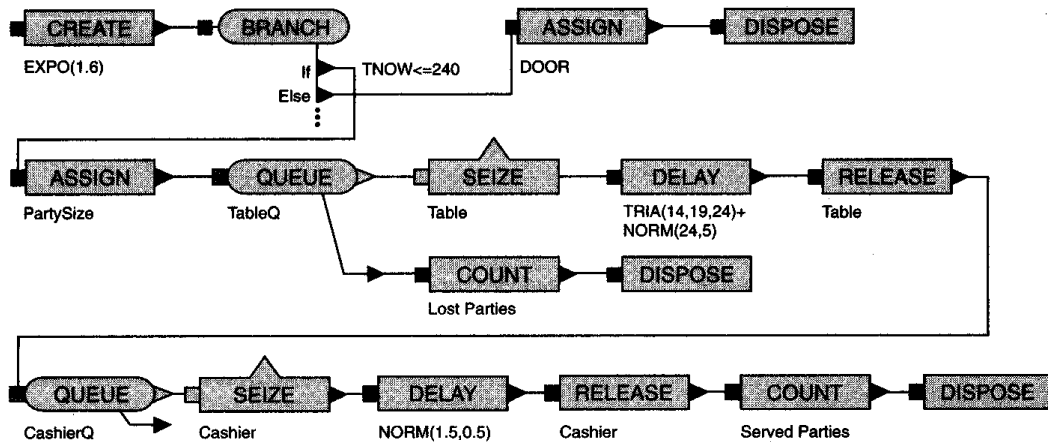 CREATE BRANCH ASSIGN DISPOSE
EXPO(1.6) If TNOW<=240 DOOR
Else
ASSIGN QUEUE SEIZE DELAY RELEASE
PartySize TableQ Table TRIA(14,19,24)+ Table
NORM(24,5)
COUNT DISPOSE
Lost Parties
QUEUE SEIZE DELAY RELEASE COUNT DISPOSE
CashierQ Cashier NORM(1.5,0.5) Cashier Served Parties